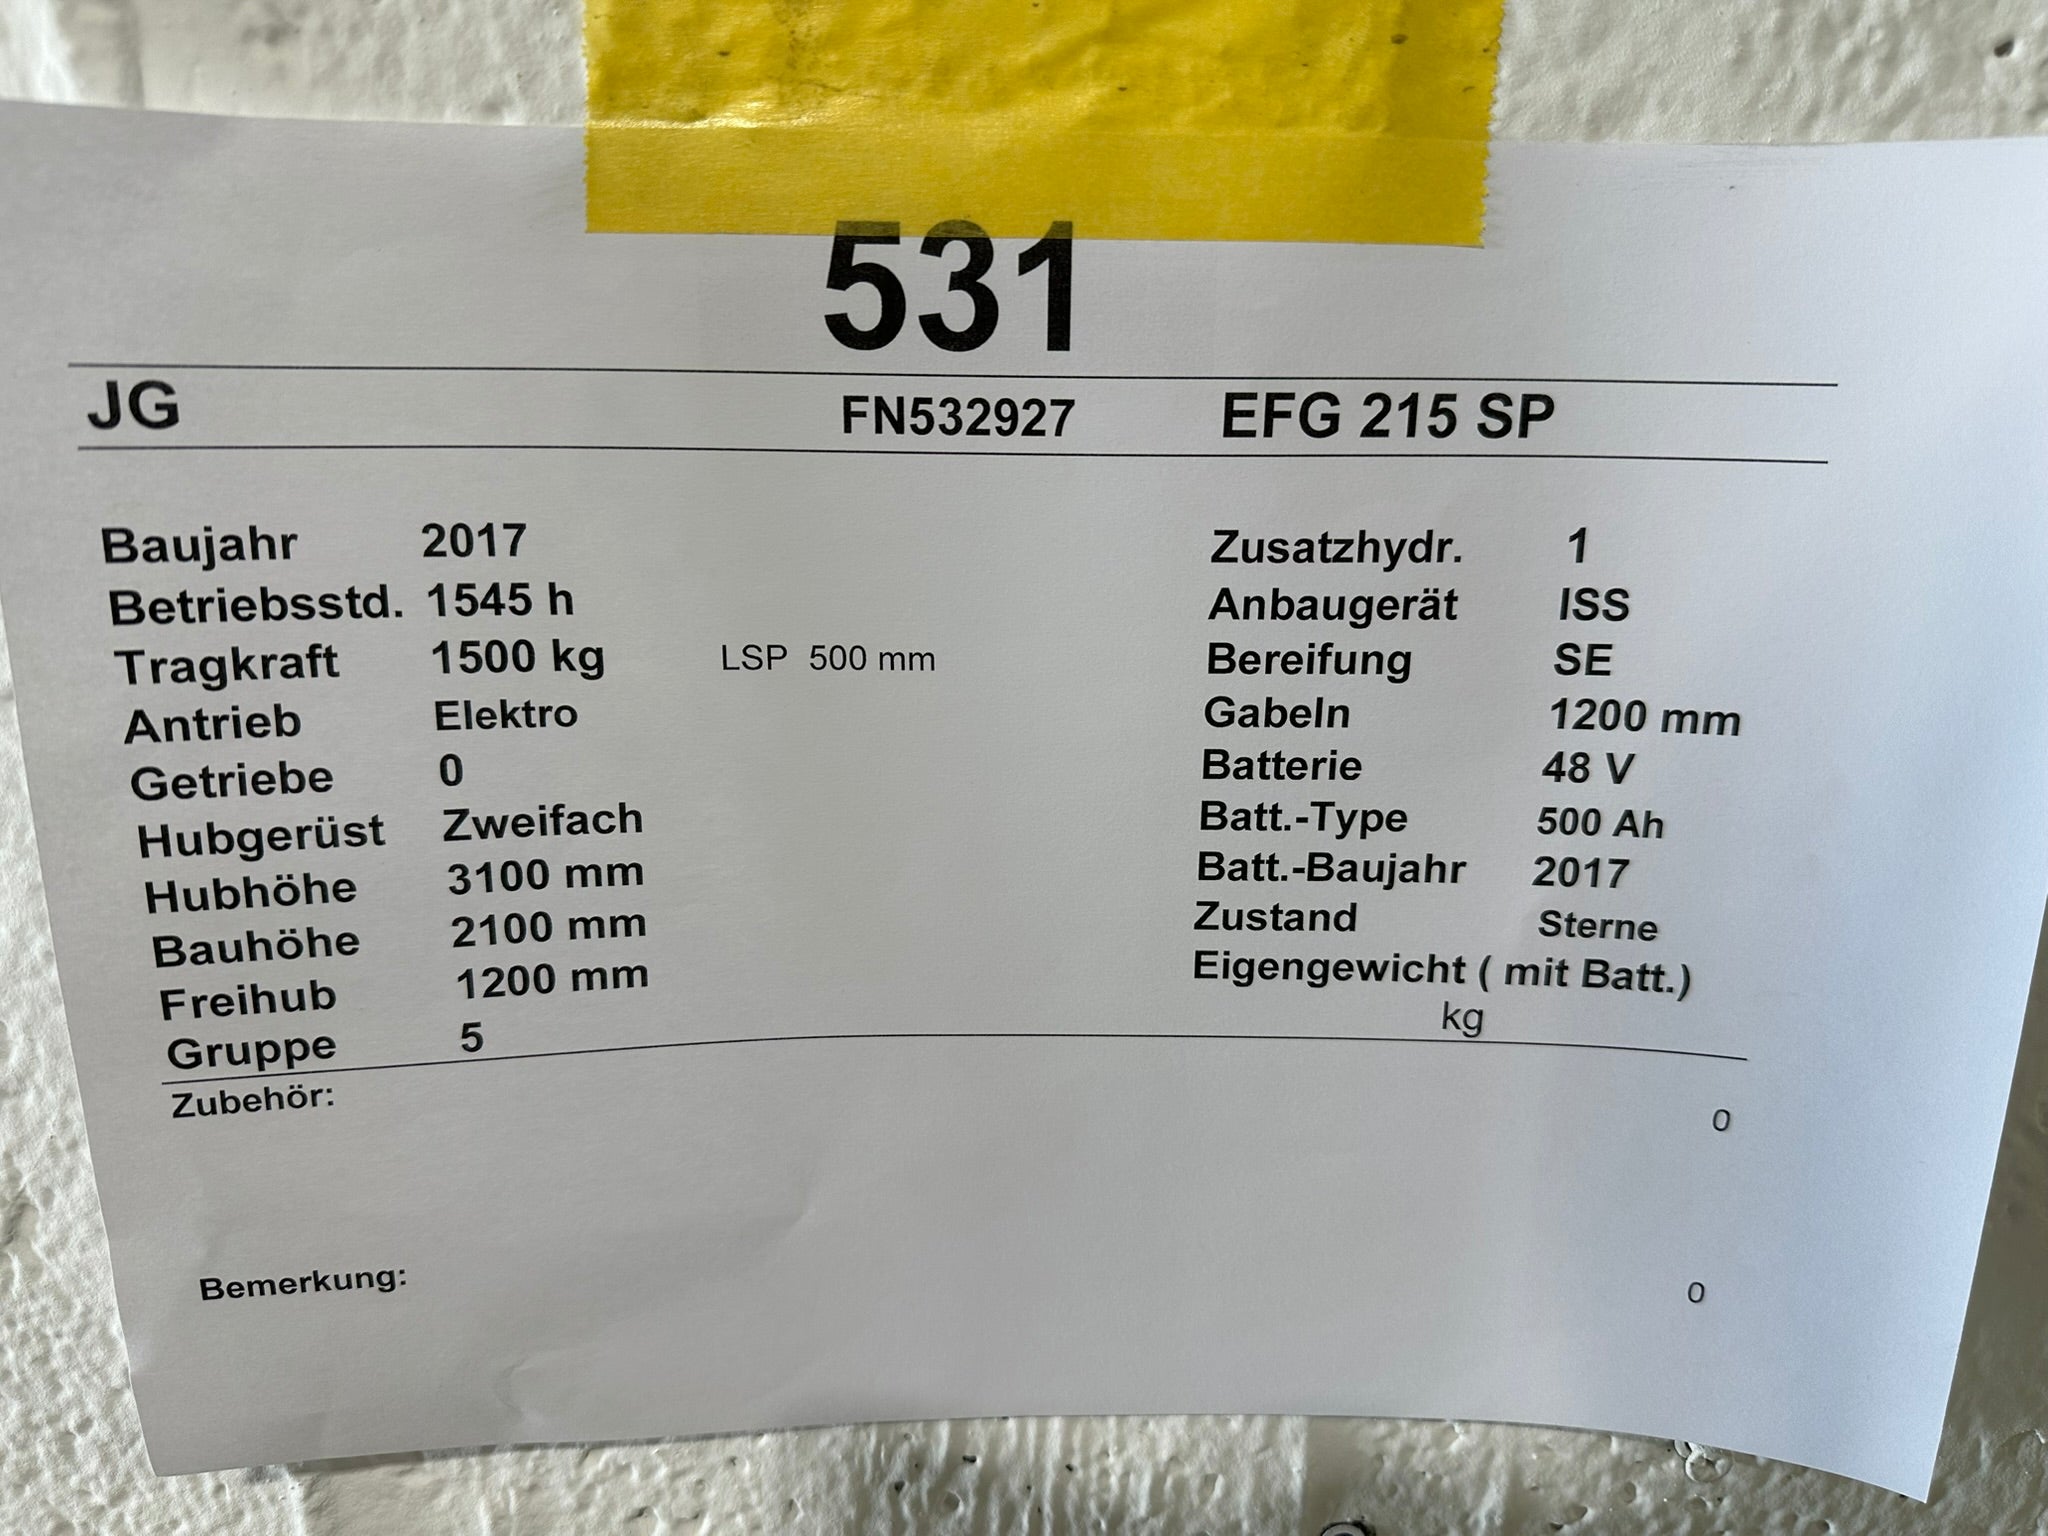 531
JG FN532927 EFG 215 SP
Baujahr 2017 Zusatzhydr. 1
Betriebsstd. 1545 h Anbaugerät ISS
Tragkraft 1500 kg LSP 500 mm Bereifung SE
Antrieb Elektro Gabeln 1200 mm
Getriebe 0 Batterie 48 V
Hubgerüst Zweifach Batt.-Type 500 Ah
Hubhöhe 3100 mm Batt.-Baujahr 2017
Bauhöhe 2100 mm Zustand Sterne
Freihub 1200 mm Eigengewicht ( mit Batt.)
Gruppe 5 kg
Zubehör: 0
Bemerkung: 0